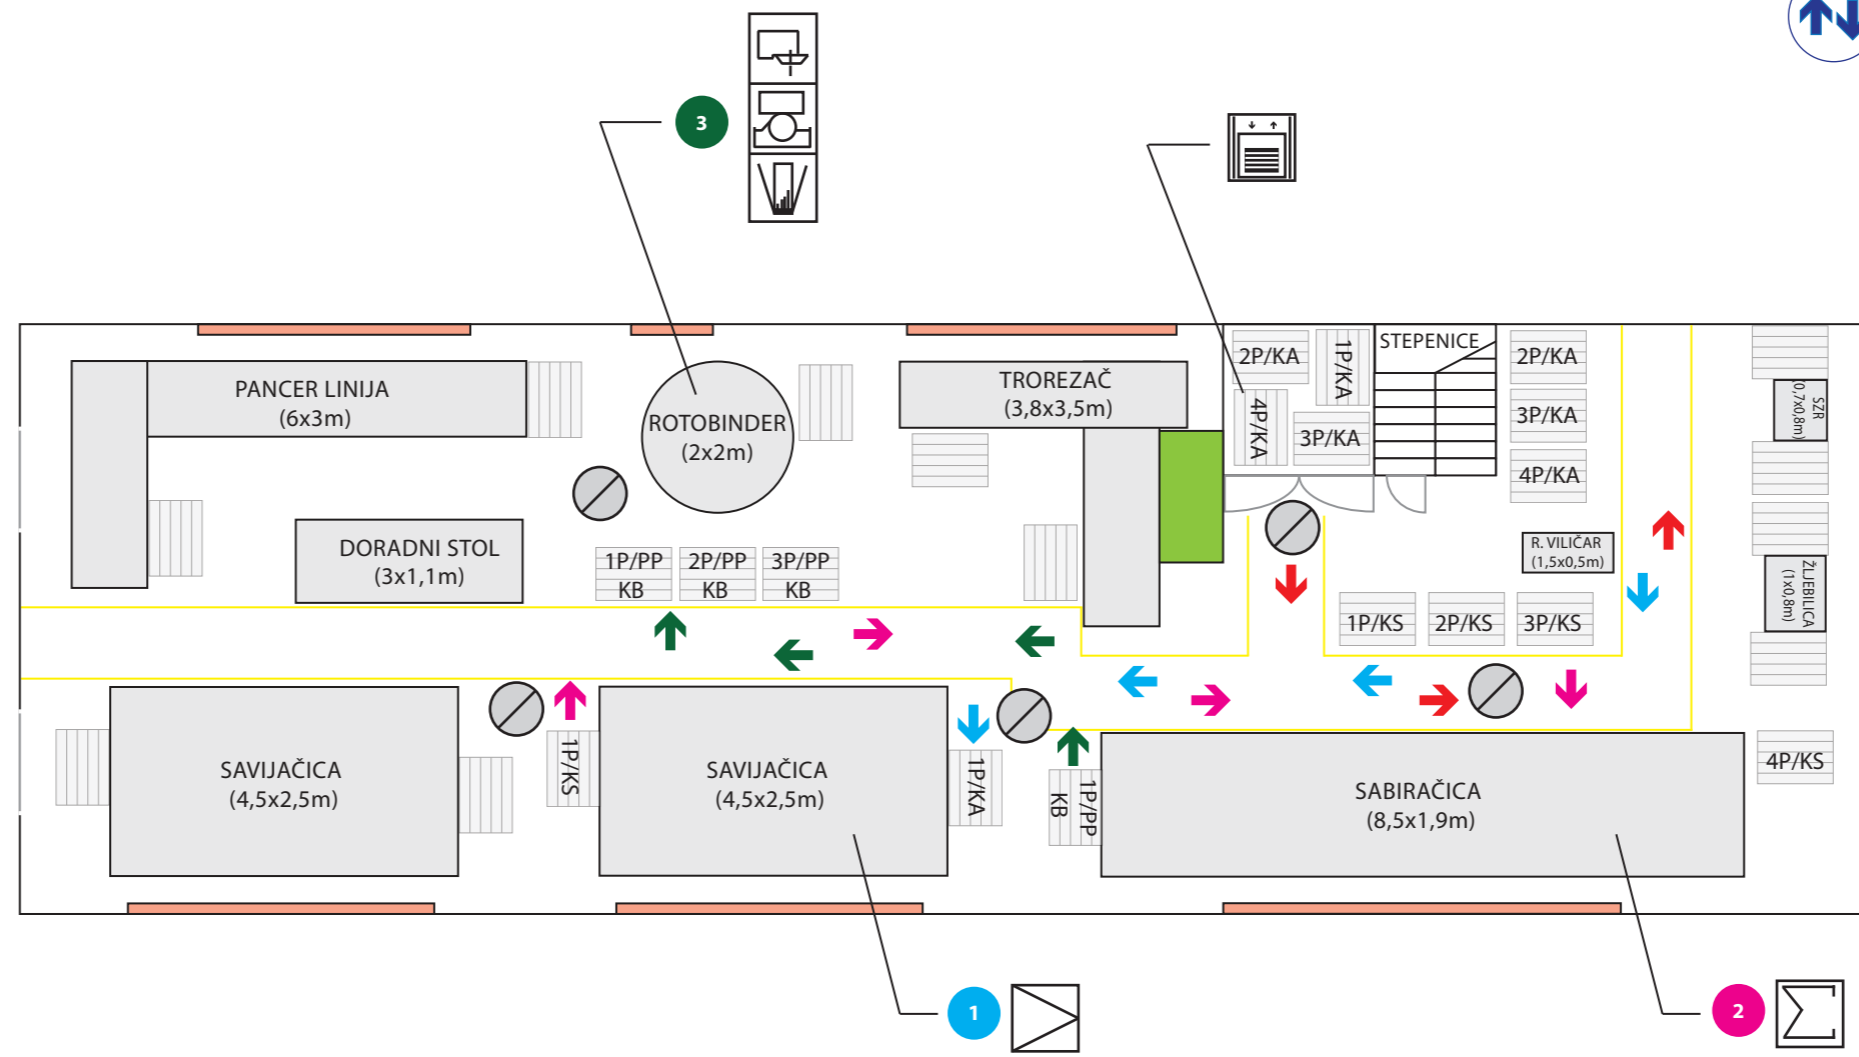 3
PANCER LINIJA
(6x3m)
ROTOBINDER
(2x2m)
TROREZAČ
(3,8x3,5m)
2P/KA
1P/KA
4P/KA
3P/KA
STEPENICE
2P/KA
3P/KA
4P/KA
SZR
(0,7x0,8m)
DORADNI STOL
(3x1,1m)
1P/PP
KB
2P/PP
KB
3P/PP
KB
R. VILIČAR
(1,5x0,5m)
ŽLJEBILICA
(1x0,8m)
1P/KS
2P/KS
3P/KS
SAVIJAČICA
(4,5x2,5m)
1P/KS
SAVIJAČICA
(4,5x2,5m)
1P/KA
1P/PP
KB
SABIRAČICA
(8,5x1,9m)
4P/KS
1
2